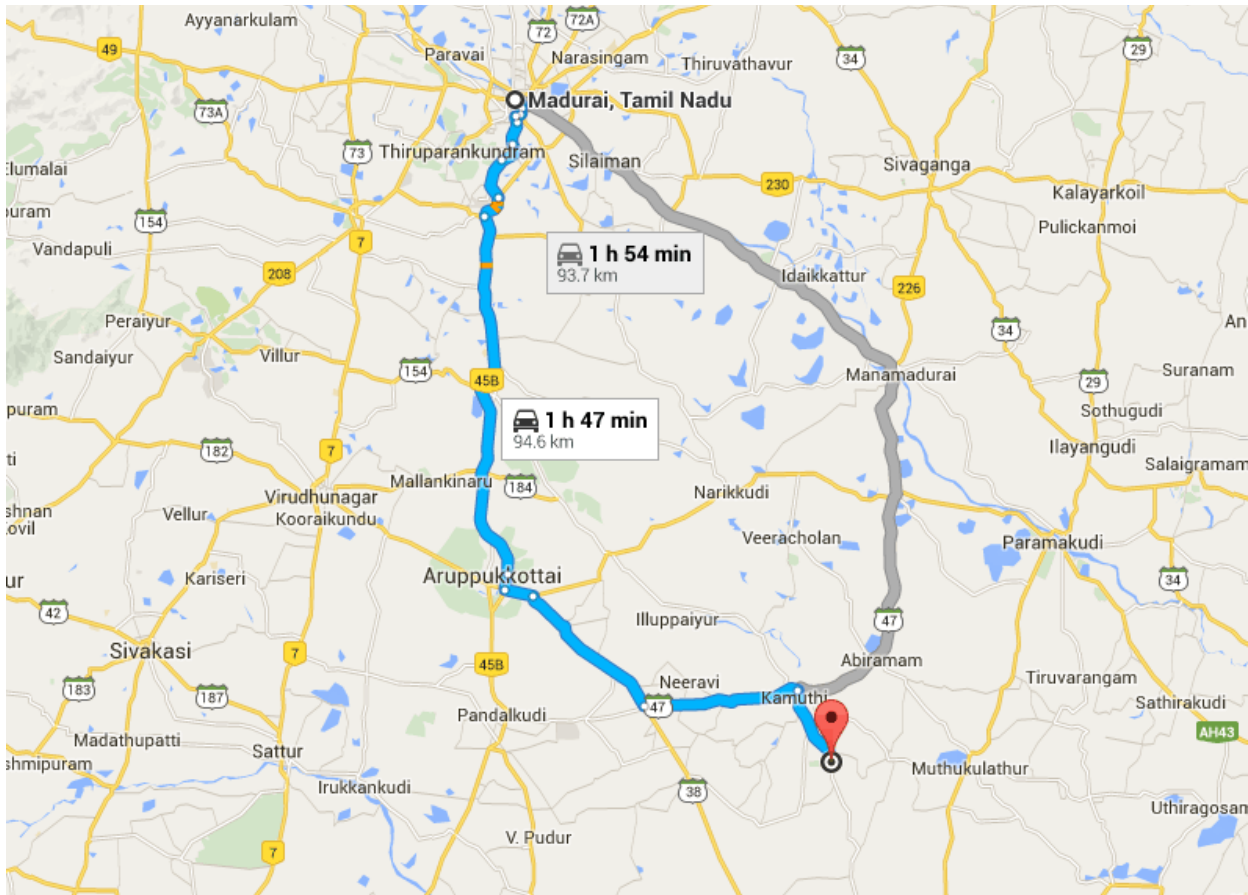 Ayyanarkulam
72A
72
49
Paravai
Narasingam
Thiruvathavur
34
29
Madurai, Tamil Nadu
73A
73
Thiruparankundram
Silaiman
Sivaganga
230
Kalayarkoil
154
Pulickanmoi
Vandapuli
7
1 h 54 min
93.7 km
208
Idaikkattur
226
Peraiyur
34
An
Sandaiyur
Villur
154
45B
Manamadurai
29
Suranam
puram
1 h 47 min
94.6 km
Sothugudi
182
7
Ilayangudi
ti
Mallankinaru
184
Salaigramam
Virudhunagar
Narikkudi
Vellur
Kooraikundu
Veeracholan
Paramakudi
Kariseri
Aruppukkottai
ur
34
42
Illuppaiyur
47
Sivakasi
7
45B
Abiramam
Neeravi
Tiruvarangam
183
187
Kamuthi
Sathirakudi
47
Pandalkudi
AH43
Madathupatti
Sattur
shmipuram
Muthukulathur
Irukkankudi
38
Uthiragosam
V. Pudur
7